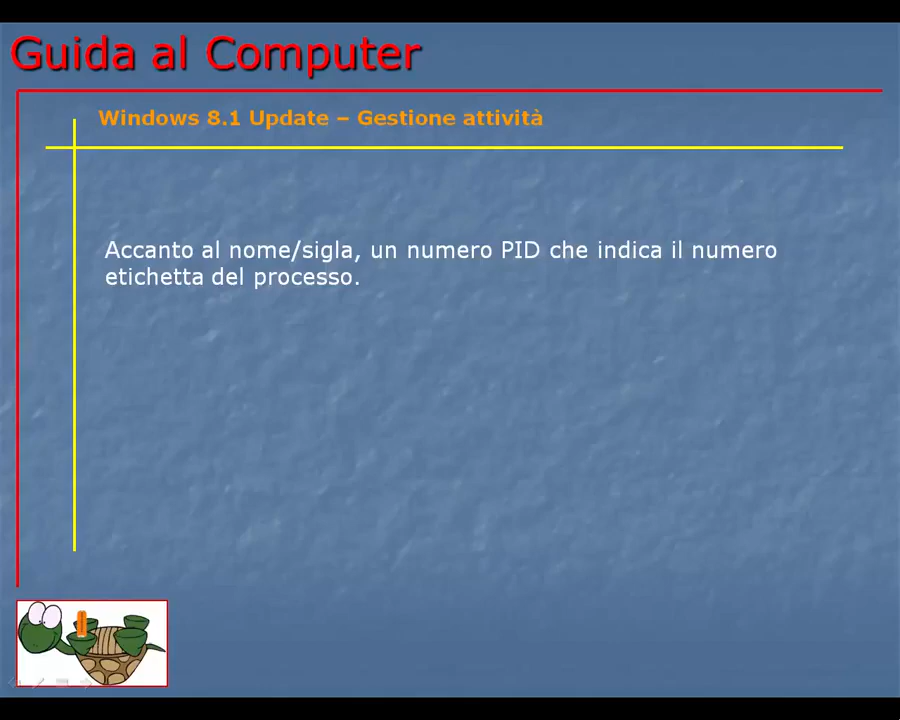 Guida al Computer
Windows 8.1 Update – Gestione attività
Accanto al nome/sigla, un numero PID che indica il numero
etichetta del processo.